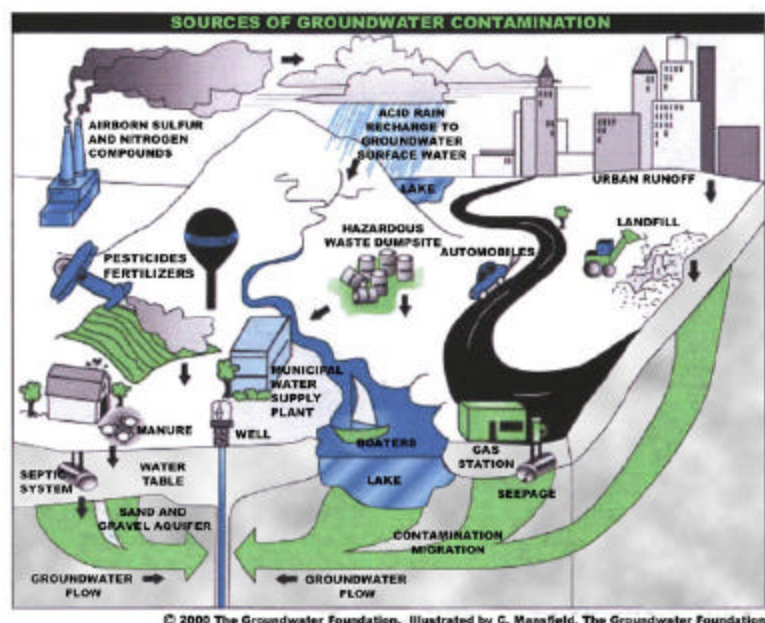 SOURCES OF GROUNDWATER CONTAMINATION
AIRBORN SULFUR
AND NITROGEN
COMPOUNDS
ACID RAIN
RECHARGE TO
GROUNDWATER
SURFACE WATER
LAKE
URBAN RUNOFF
LANDFILL
HAZARDOUS
WASTE DUMPSITE
AUTOMOBILES
PESTICIDES
FERTILIZERS
MUNICIPAL
WATER
SUPPLY
PLANT
MANURE
WELL
BOATERS
GAS
STATION
SEPTIC
SYSTEM
WATER
TABLE
LAKE
SEEPAGE
SAND AND
GRAVEL AQUIFER
CONTAMINATION
MIGRATION
GROUNDWATER
FLOW
GROUNDWATER
FLOW
© 2000 The Groundwater Foundation. Illustrated by C. Mansfield, The Groundwater Foundation